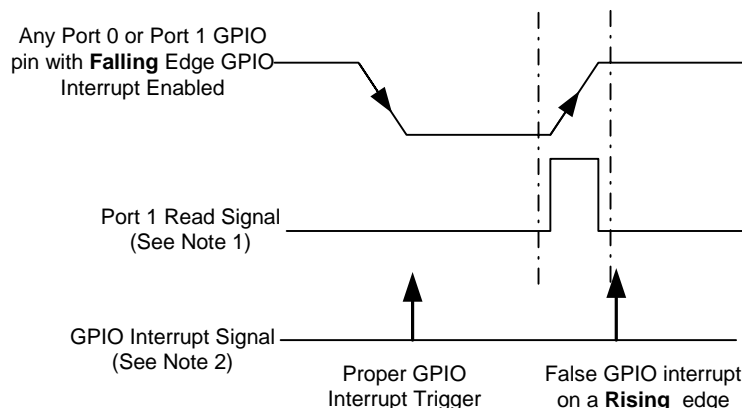 Any Port 0 or Port 1 GPIO
pin with Falling Edge GPIO
Interrupt Enabled
Port 1 Read Signal
(See Note 1)
GPIO Interrupt Signal
(See Note 2)
Proper GPIO
Interrupt Trigger
False GPIO interrupt
on a Rising edge